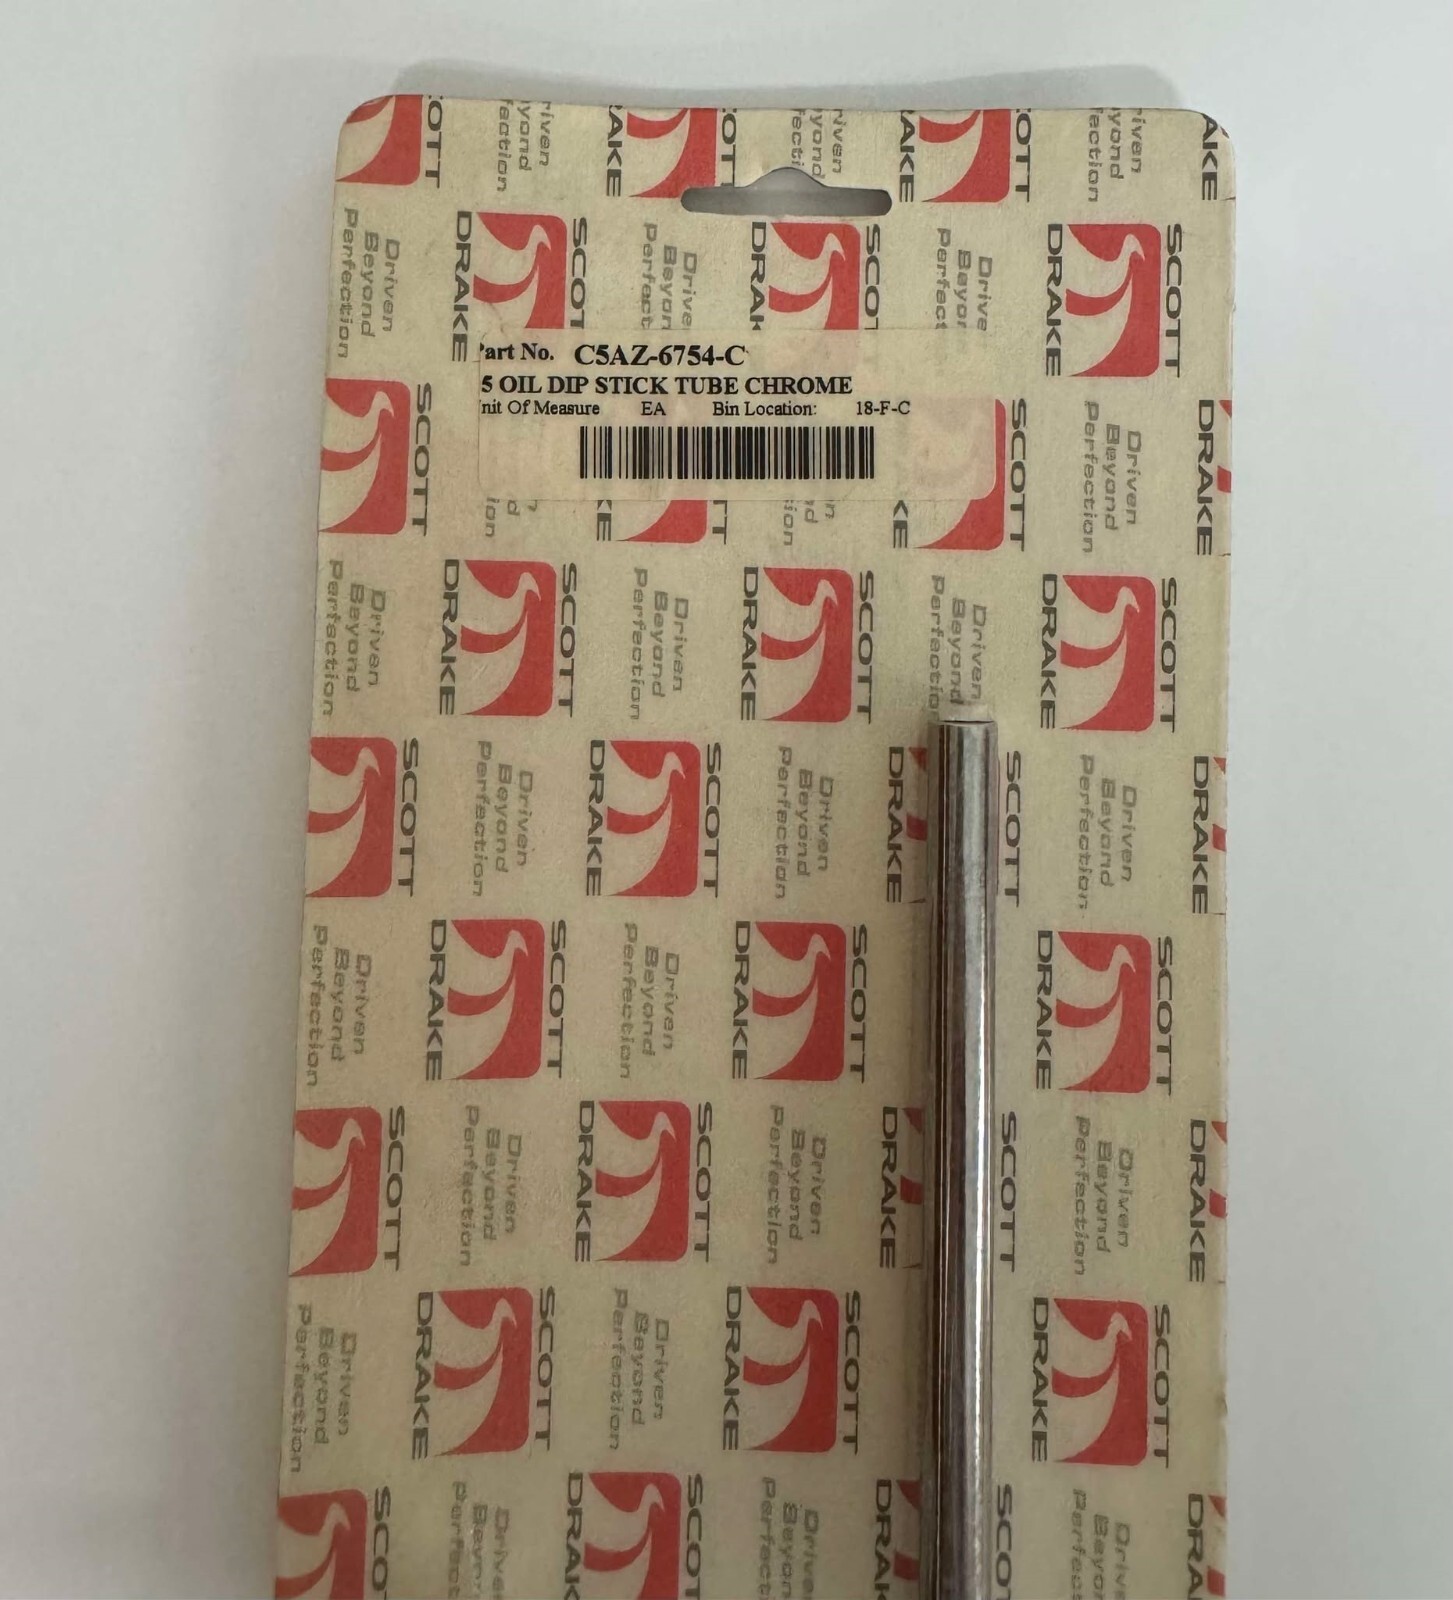 Part No. C5AZ-6754-C
5 OIL DIP STICK TUBE CHROME
Unit Of Measure EA Bin Location: 18-F-C
SCOTT
DRAKE
Driven
Beyond
Perfection